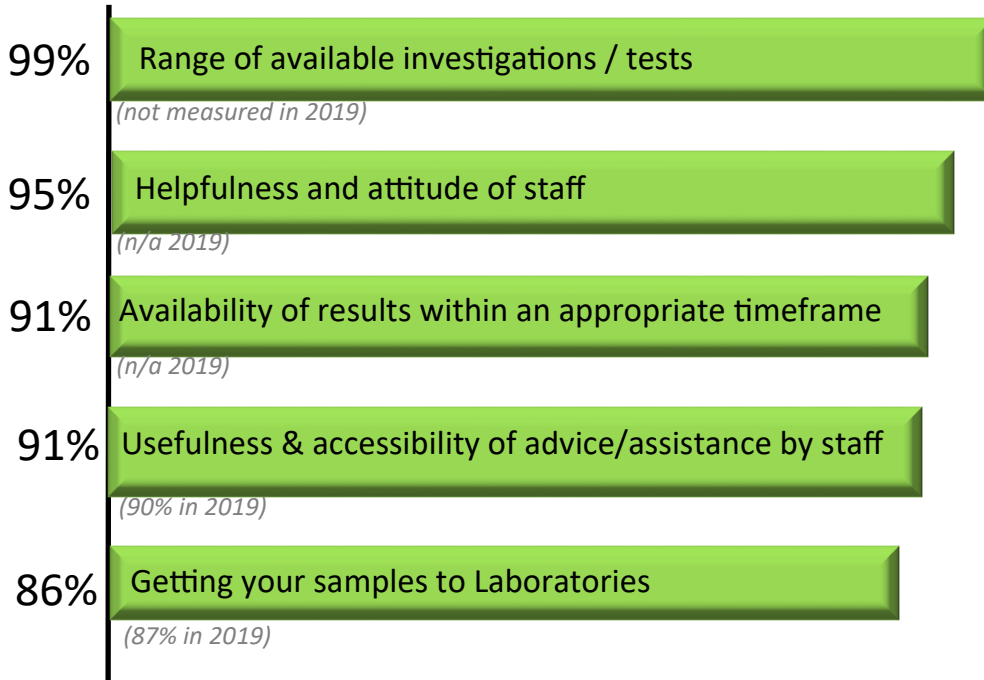 99% Range of available investigations / tests
(not measured in 2019)
95% Helpfulness and attitude of staff
(n/a 2019)
91% Availability of results within an appropriate timeframe
(n/a 2019)
91% Usefulness & accessibility of advice/assistance by staff
(90% in 2019)
86% Getting your samples to Laboratories
(87% in 2019)